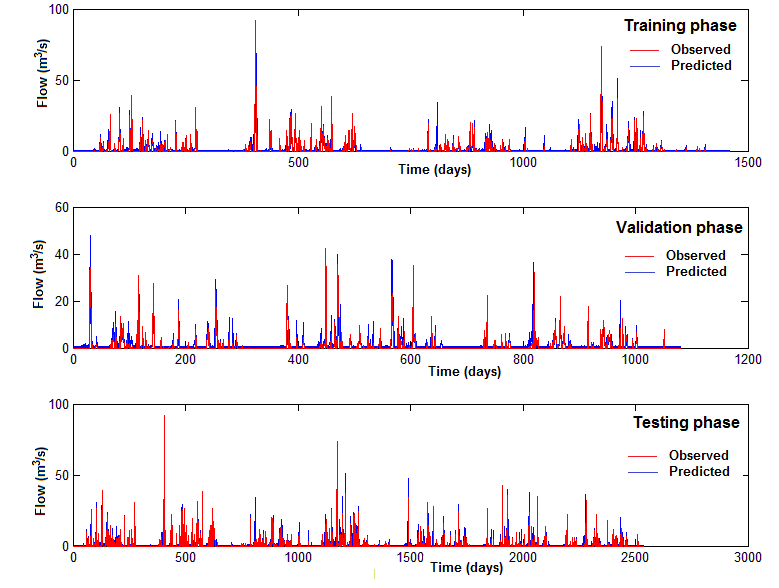 100
Training phase
Observed
Predicted
Flow (m³/s)
50
0
0
500
1000
1500
Time (days)
60
Validation phase
Observed
Predicted
Flow (m³/s)
40
20
0
0
200
400
600
800
1000
1200
Time (days)
100
Testing phase
Observed
Predicted
Flow (m³/s)
50
0
0
500
1000
1500
2000
2500
3000
Time (days)